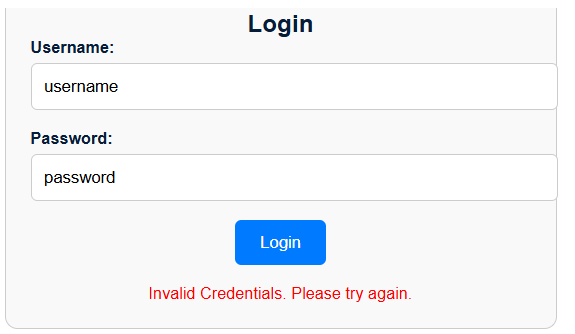 Login
Username:
username
Password:
password
Login
Invalid Credentials. Please try again.